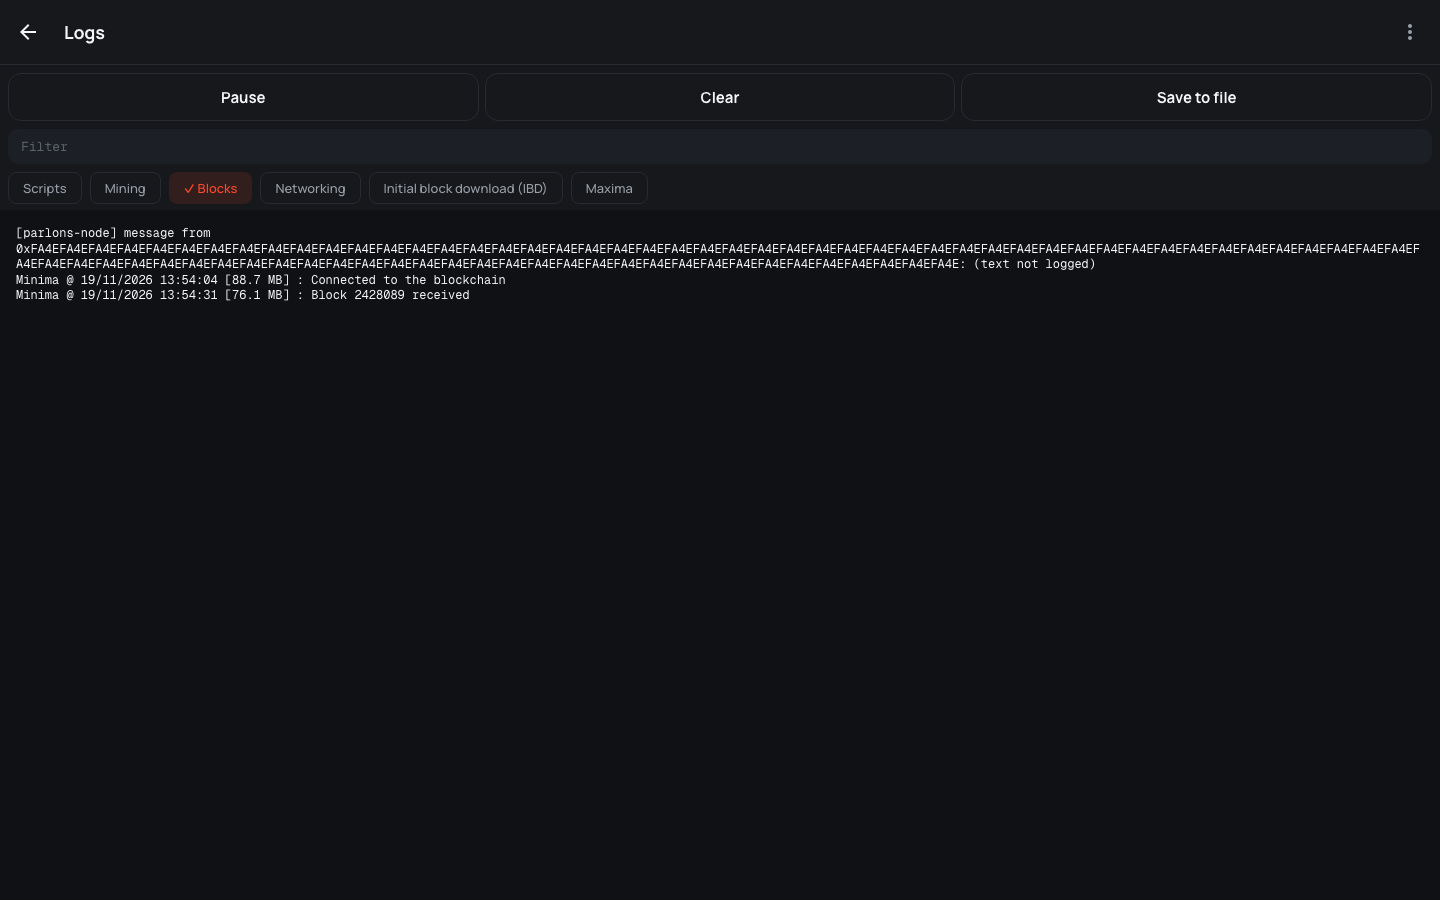 Logs
Pause
Clear
Save to file
Filter
Scripts
Mining
✓ Blocks
Networking
Initial block download (IBD)
Maxima
[parlons-node] message from
0xFA4EFA4EFA4EFA4EFA4EFA4EFA4EFA4EFA4EFA4EFA4EFA4EFA4EFA4EFA4EFA4EFA4EFA4EFA4EFA4EFA4EFA4EFA4EFA4EFA4EFA4EFA4EFA4EFA4EFA4EFA4EFA4EFA4EFA4EFA4EFA4EFA4EFA4EFA4EFA4EFA4EFA4EFA4EFA4EFA4EFA4EFA4EFA4EF
A4EFA4EFA4EFA4EFA4EFA4EFA4EFA4EFA4EFA4EFA4EFA4EFA4EFA4EFA4EFA4EFA4EFA4EFA4EFA4EFA4EFA4EFA4EFA4EFA4EFA4EFA4EFA4EFA4EFA4EFA4EFA4EFA4E: (text not logged)
Minima @ 19/11/2026 13:54:04 [88.7 MB] : Connected to the blockchain
Minima @ 19/11/2026 13:54:31 [76.1 MB] : Block 2428089 received